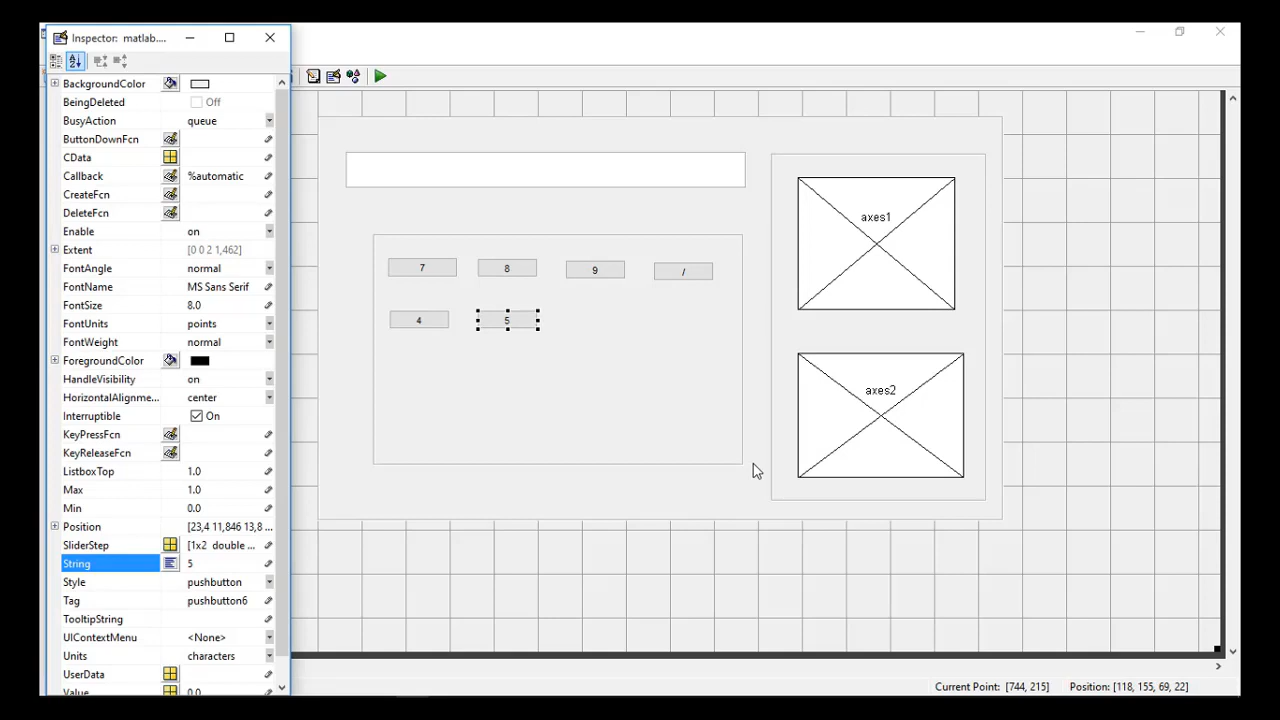 Inspector: matlab....
BackgroundColor
BeingDeleted Off
BusyAction queue
ButtonDownFcn
CData
Callback %automatic
CreateFcn
DeleteFcn
Enable on
Extent [0 0 2 1,462]
FontAngle normal
FontName MS Sans Serif
FontSize 8.0
FontUnits points
FontWeight normal
ForegroundColor
HandleVisibility on
HorizontalAlignme... center
Interruptible On
KeyPressFcn
KeyReleaseFcn
ListboxTop 1.0
Max 1.0
Min 0.0
Position [23,4 11,846 13,8 ...
SliderStep [1x2 double ...
String 5
Style pushbutton
Tag pushbutton6
TooltipString
UIContextMenu <None>
Units characters
UserData
Value 0.0
7 8 9 /
4 5
axes1
axes2
Current Point: [744, 215] Position: [118, 155, 69, 22]